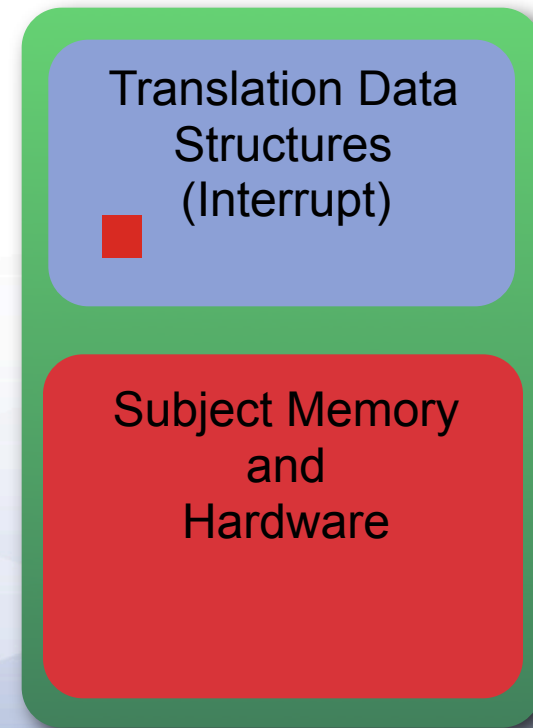 Translation Data
Structures
(Interrupt)
Subject Memory
and
Hardware